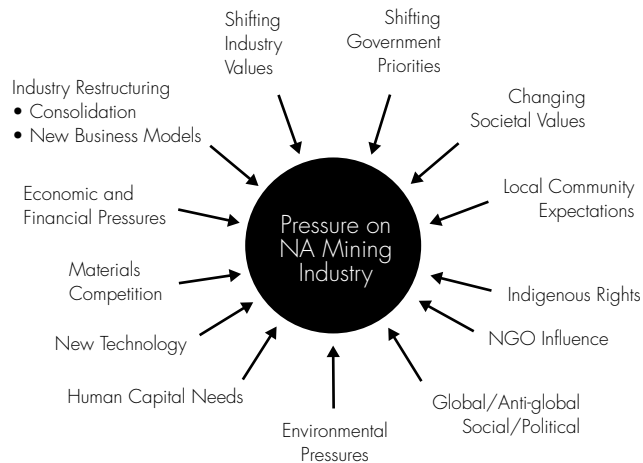 Shifting
Industry
Values
Shifting
Government
Priorities
Industry Restructuring
• Consolidation
• New Business Models
Changing
Societal Values
Economic and
Financial Pressures
Local Community
Expectations
Pressure on
NA Mining
Industry
Materials
Competition
Indigenous Rights
New Technology
NGO Influence
Human Capital Needs
Global/Anti-global
Social/Political
Environmental
Pressures